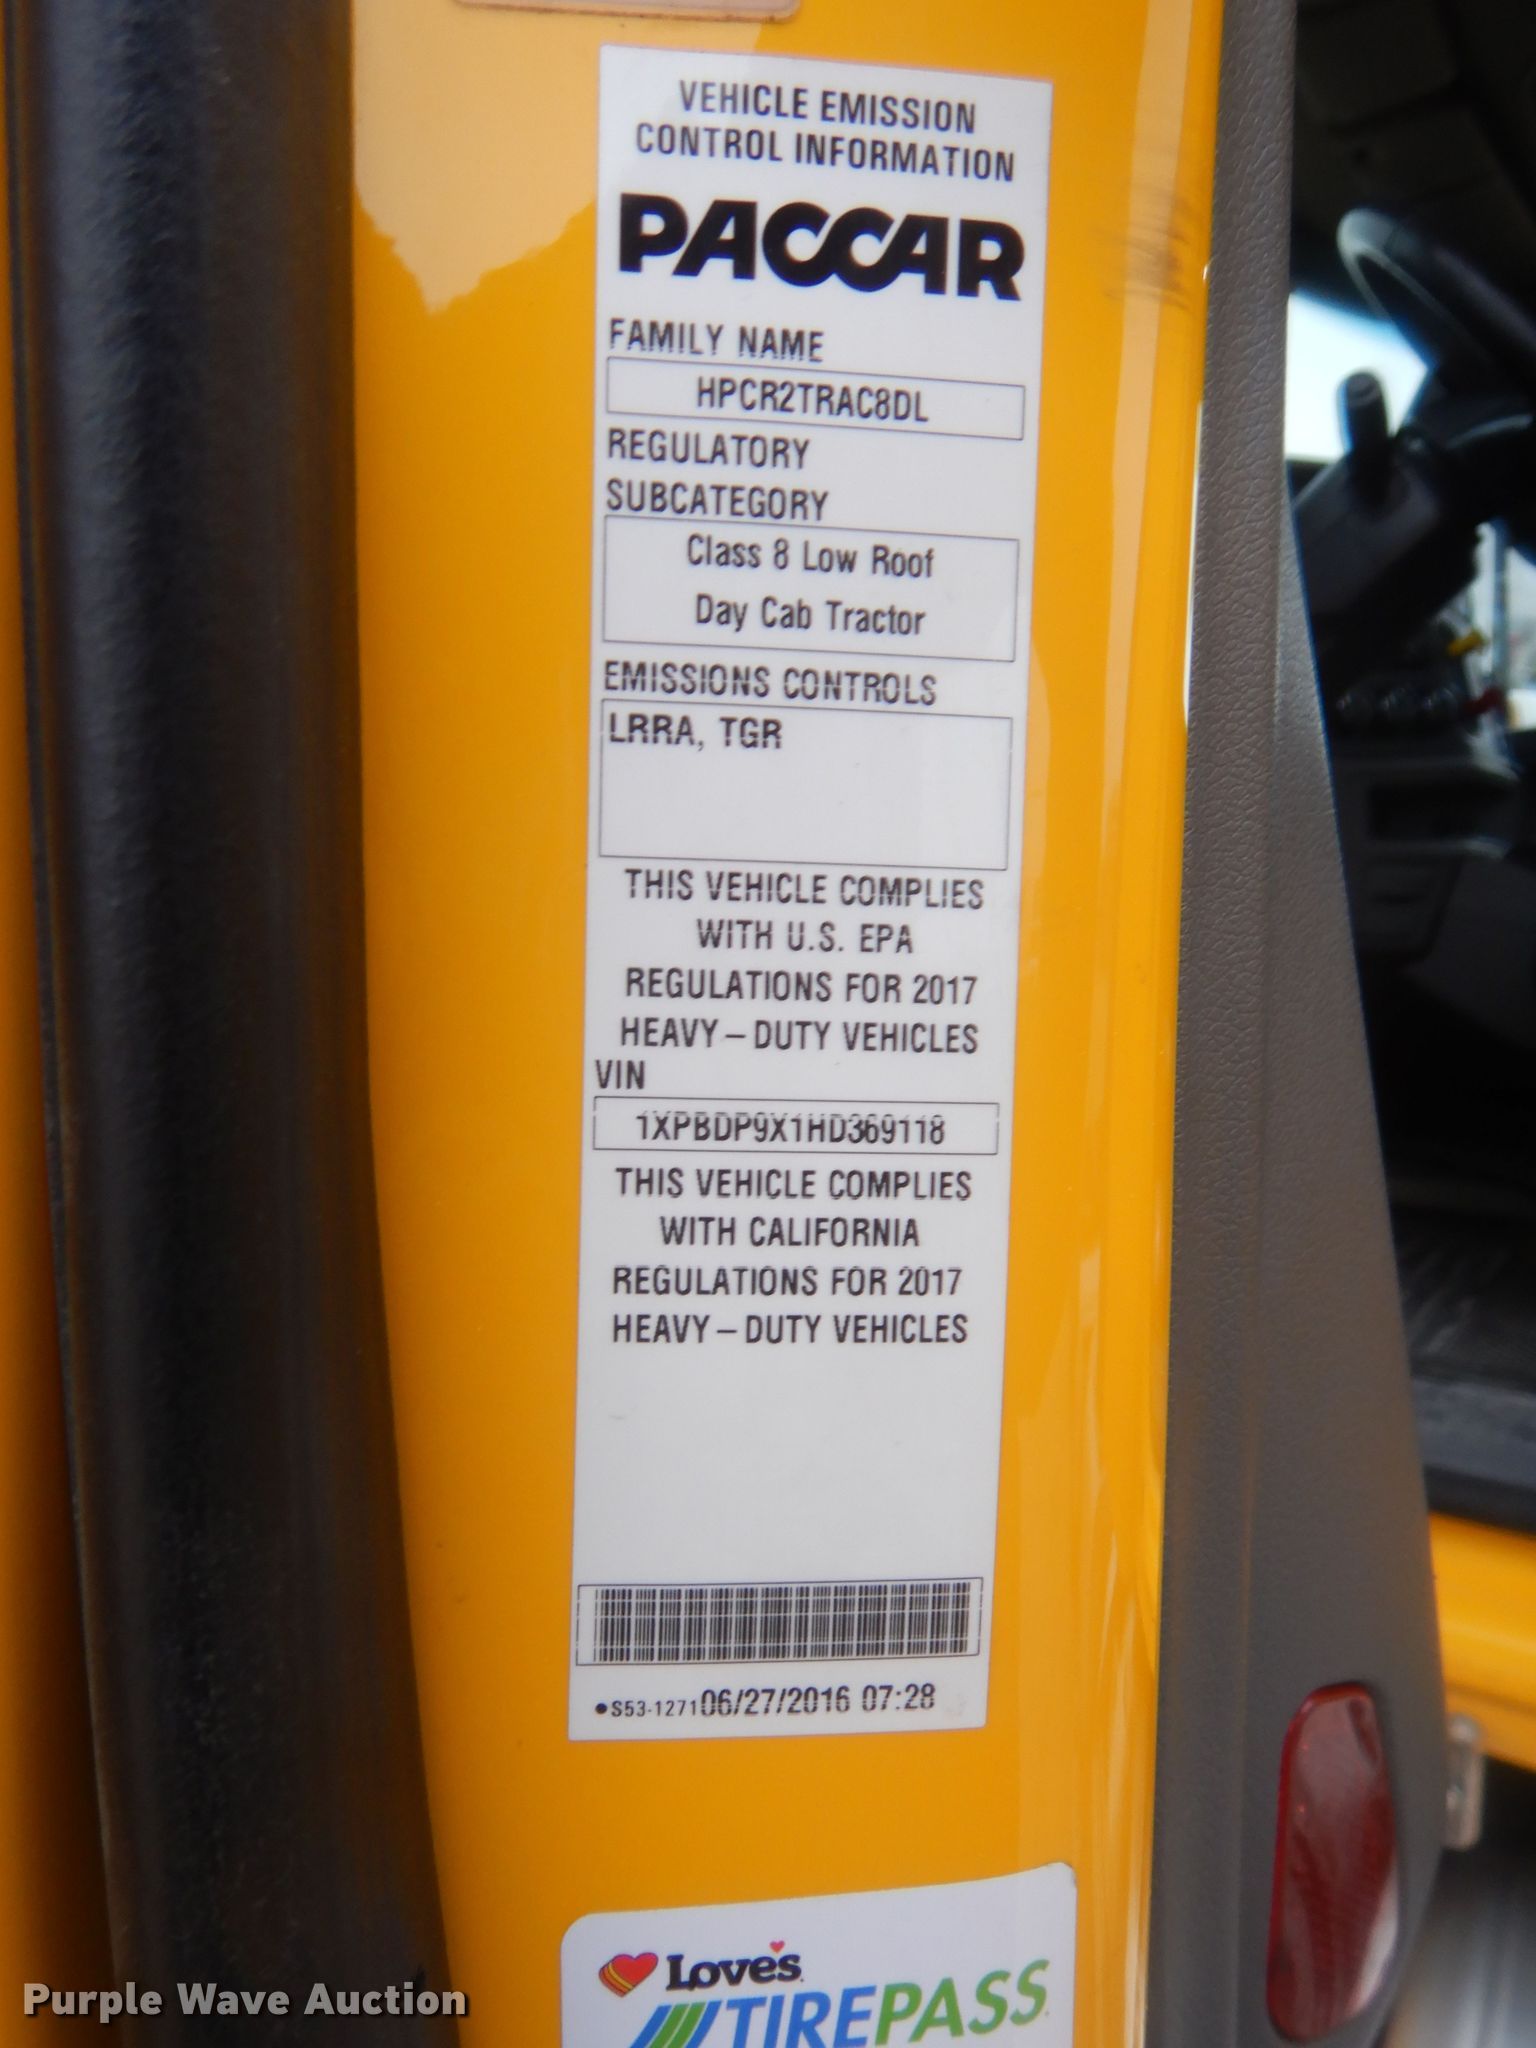 VEHICLE EMISSION
CONTROL INFORMATION
PACCAR
FAMILY NAME
HPCR2TRAC8DL
REGULATORY
SUBCATEGORY
Class 8 Low Roof
Day Cab Tractor
EMISSIONS CONTROLS
LRRA, TGR
THIS VEHICLE COMPLIES
WITH U.S. EPA
REGULATIONS FOR 2017
HEAVY – DUTY VEHICLES
VIN
1XPBDP9X1HD369118
THIS VEHICLE COMPLIES
WITH CALIFORNIA
REGULATIONS FOR 2017
HEAVY – DUTY VEHICLES
•S53-1271 06/27/2016 07:28
Love's
TIREPASS
Purple Wave Auction